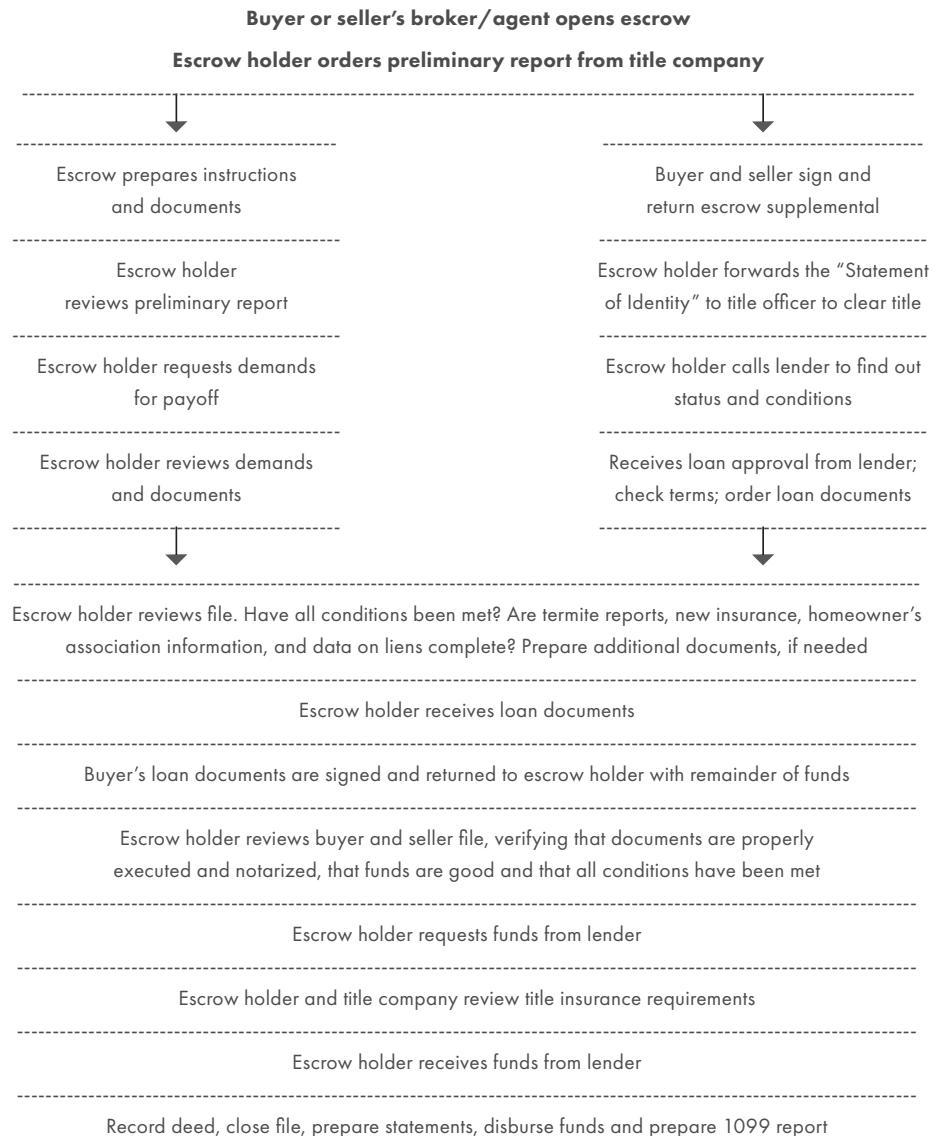 Buyer or seller’s broker/agent opens escrow
Escrow holder orders preliminary report from title company
Escrow prepares instructions
and documents
Escrow holder
reviews preliminary report
Escrow holder requests demands
for payoff
Escrow holder reviews demands
and documents
Buyer and seller sign and
return escrow supplemental
Escrow holder forwards the “Statement
of Identity” to title officer to clear title
Escrow holder calls lender to find out
status and conditions
Receives loan approval from lender;
check terms; order loan documents
Escrow holder reviews file. Have all conditions been met? Are termite reports, new insurance, homeowner’s
association information, and data on liens complete? Prepare additional documents, if needed
Escrow holder receives loan documents
Buyer’s loan documents are signed and returned to escrow holder with remainder of funds
Escrow holder reviews buyer and seller file, verifying that documents are properly
executed and notarized, that funds are good and that all conditions have been met
Escrow holder requests funds from lender
Escrow holder and title company review title insurance requirements
Escrow holder receives funds from lender
Record deed, close file, prepare statements, disburse funds and prepare 1099 report